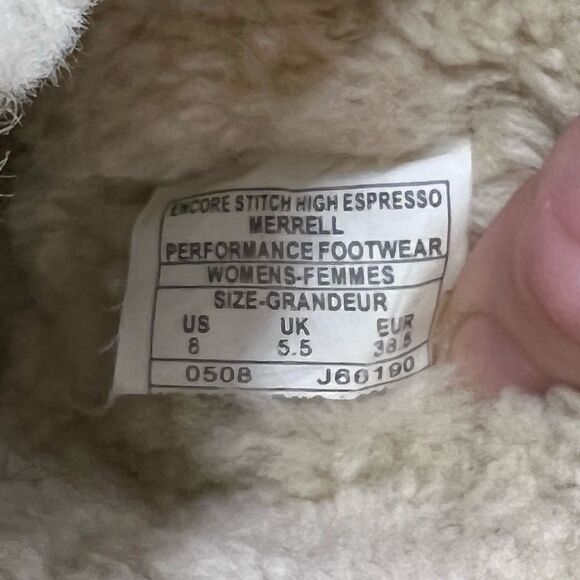 ENCORE STITCH HIGH ESPRESSO
MERRELL
PERFORMANCE FOOTWEAR
WOMENS-FEMMES
SIZE-GRANDEUR
US UK EUR
8 5.5 38.5
0508 J66190